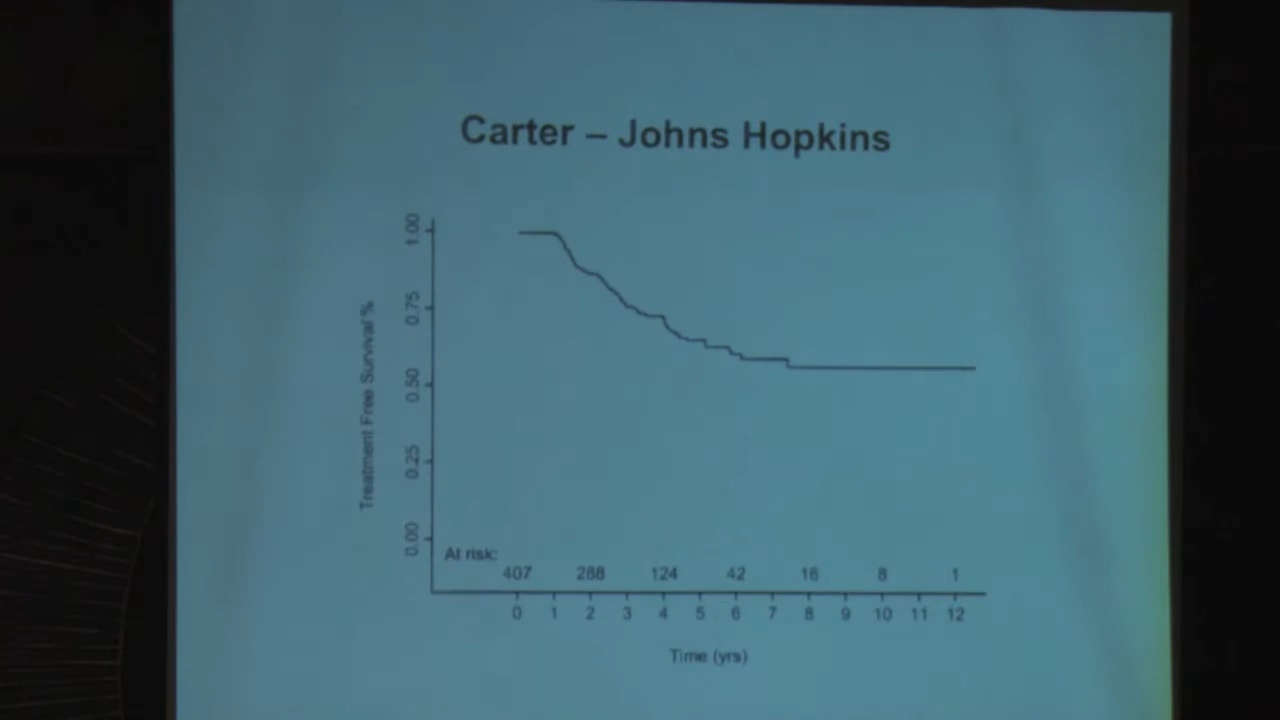 Carter – Johns Hopkins
Treatment Free Survival %
1.00
0.75
0.50
0.25
0.00
At risk:
407 288 124 42 16 8 1
0 1 2 3 4 5 6 7 8 9 10 11 12
Time (yrs)